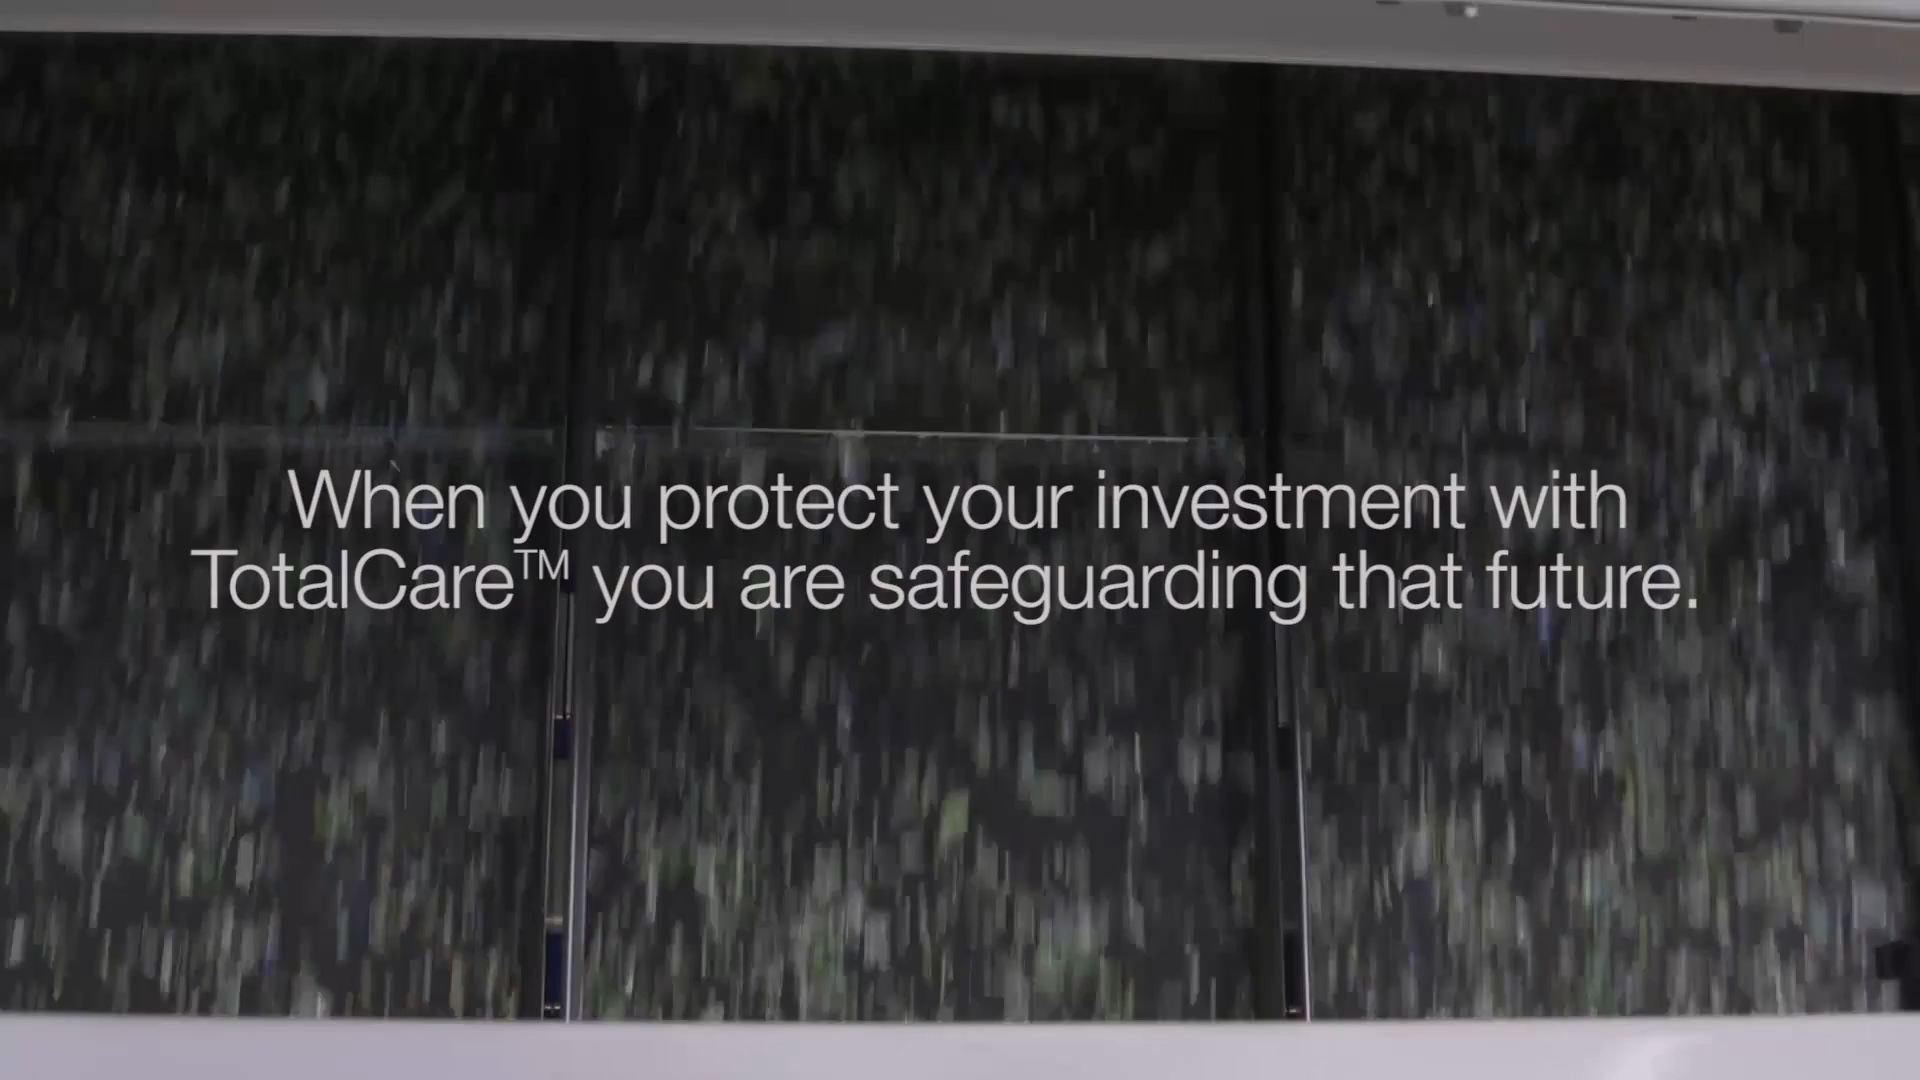 When you protect your investment with
TotalCare™ you are safeguarding that future.